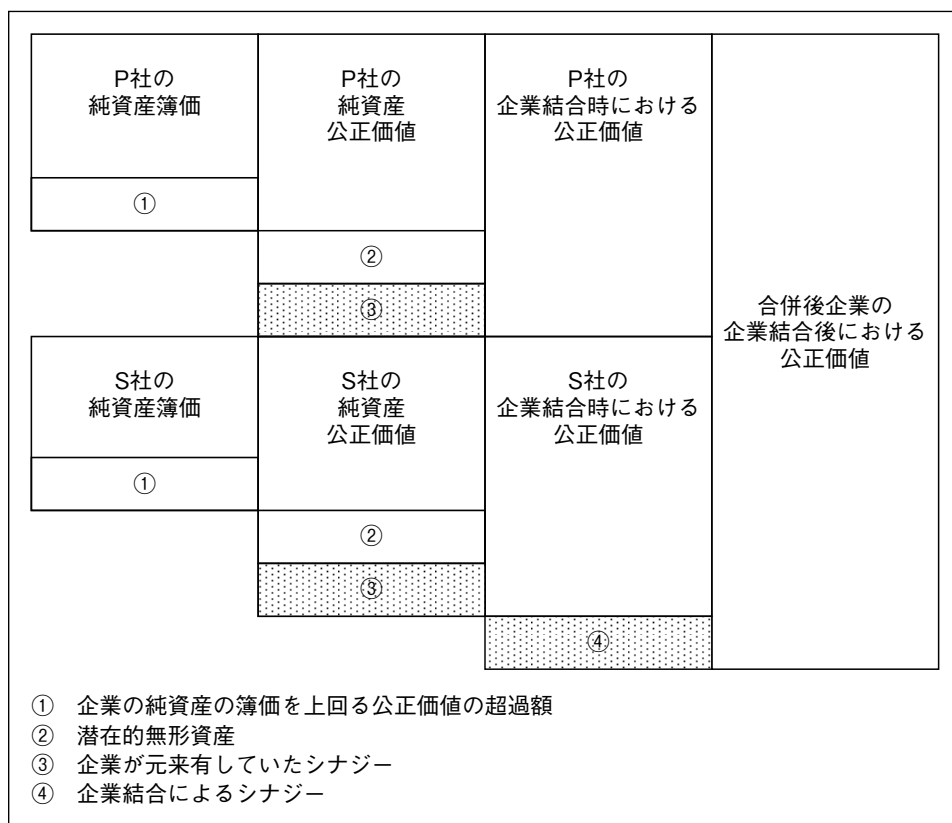 P社の
純資産簿価
P社の
純資産
公正価値
P社の
企業結合時における
公正価値
①
②
③
合併後企業の
企業結合後における
公正価値
S社の
純資産簿価
S社の
純資産
公正価値
S社の
企業結合時における
公正価値
①
②
③
④
① 企業の純資産の簿価を上回る公正価値の超過額
② 潜在的無形資産
③ 企業が元来有していたシナジー
④ 企業結合によるシナジー